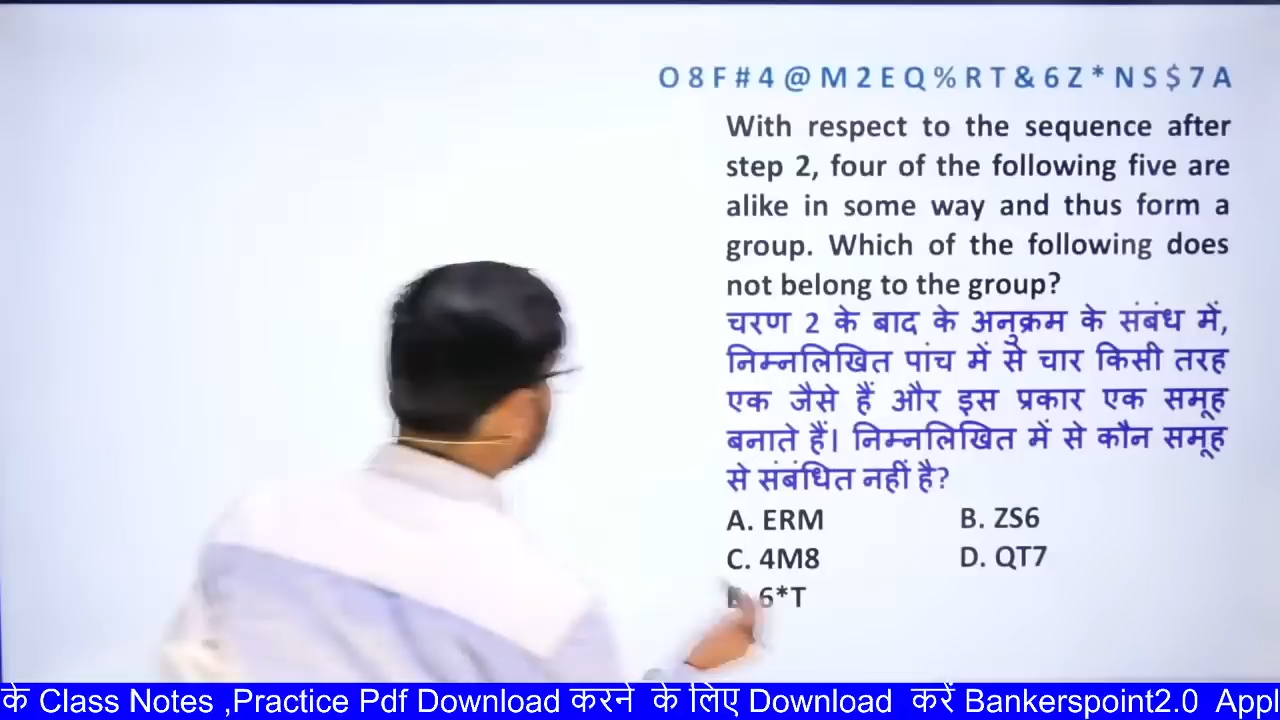 O 8 F # 4 @ M 2 E Q % R T & 6 Z * N S $ 7 A
With respect to the sequence after
step 2, four of the following five are
alike in some way and thus form a
group. Which of the following does
not belong to the group?
चरण 2 के बाद के अनुक्रम के संबंध में,
निम्नलिखित पांच में से चार किसी तरह
एक जैसे हैं और इस प्रकार एक समूह
बनाते हैं। निम्नलिखित में से कौन समूह
से संबंधित नहीं है?
A. ERM B. ZS6
C. 4M8 D. QT7
6*T
के Class Notes ,Practice Pdf Download करने के लिए Download करें Bankerspoint2.0 Appl